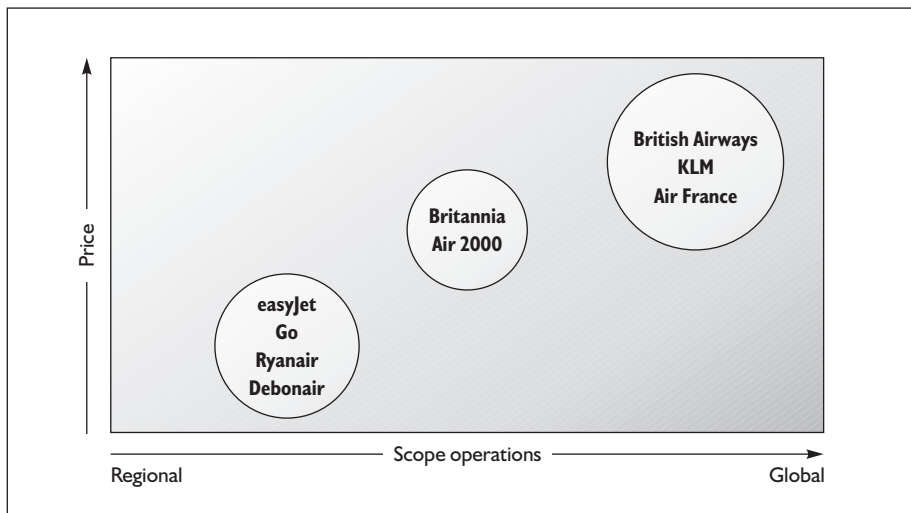 British Airways
KLM
Air France
Britannia
Air 2000
easyJet
Go
Ryanair
Debonair
Price
Scope operations
Regional
Global